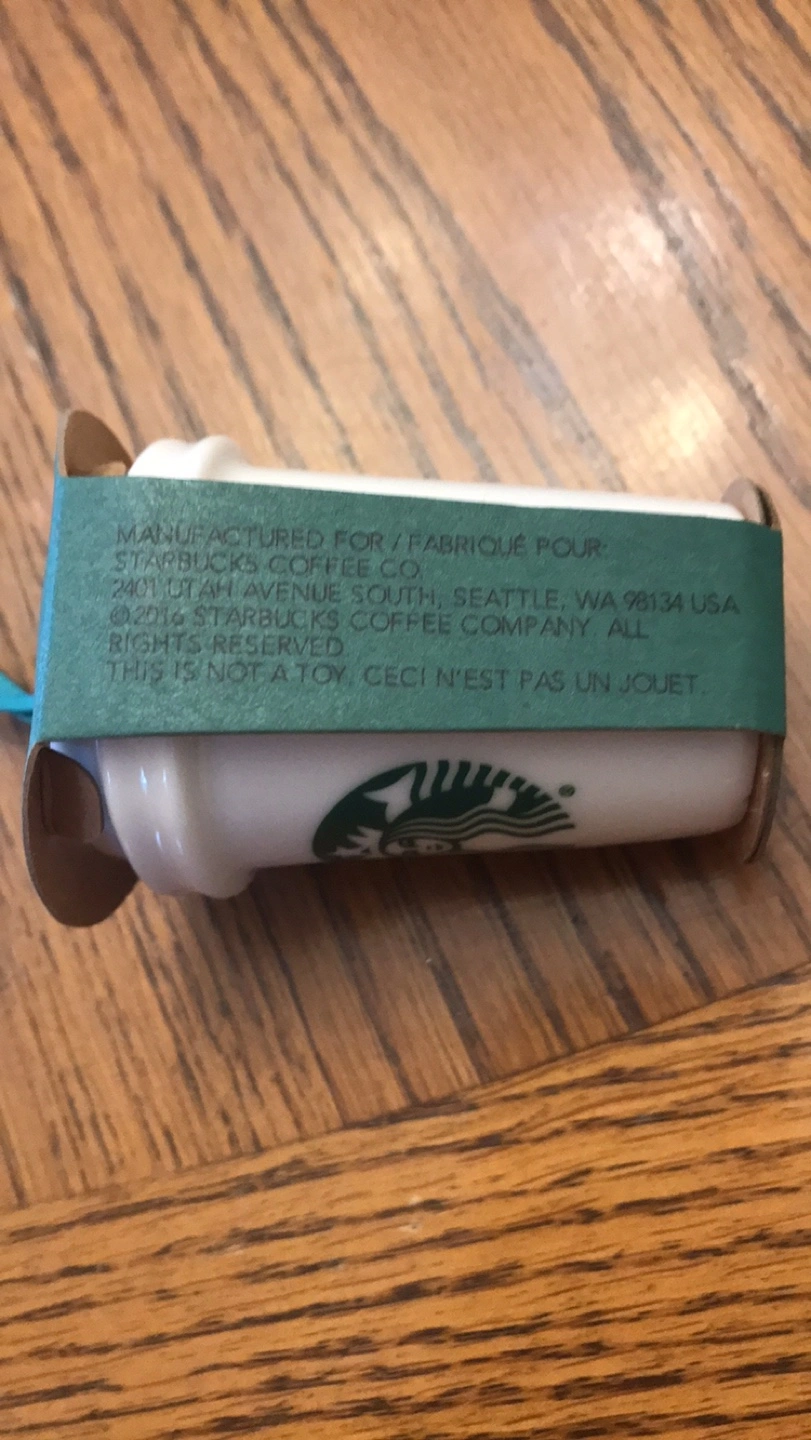 MANUFACTURED FOR / FABRIQUÉ POUR:
STARBUCKS COFFEE CO.
2401 UTAH AVENUE SOUTH, SEATTLE, WA 98134 USA
©2016 STARBUCKS COFFEE COMPANY. ALL
RIGHTS RESERVED.
THIS IS NOT A TOY. CECI N'EST PAS UN JOUET.
®